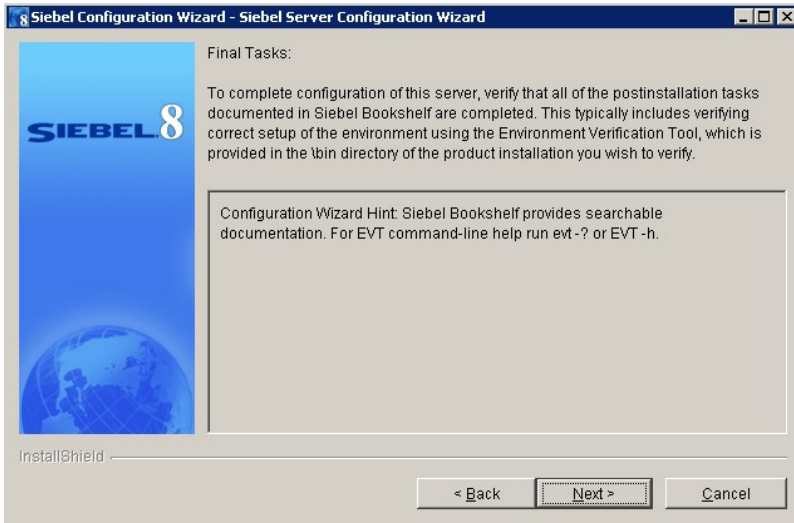 Siebel Configuration Wizard - Siebel Server Configuration Wizard
SIEBEL.8
Final Tasks:
To complete configuration of this server, verify that all of the postinstallation tasks
documented in Siebel Bookshelf are completed. This typically includes verifying
correct setup of the environment using the Environment Verification Tool, which is
provided in the \bin directory of the product installation you wish to verify.
Configuration Wizard Hint: Siebel Bookshelf provides searchable
documentation. For EVT command-line help run evt -? or EVT -h.
InstallShield
< Back
Next >
Cancel